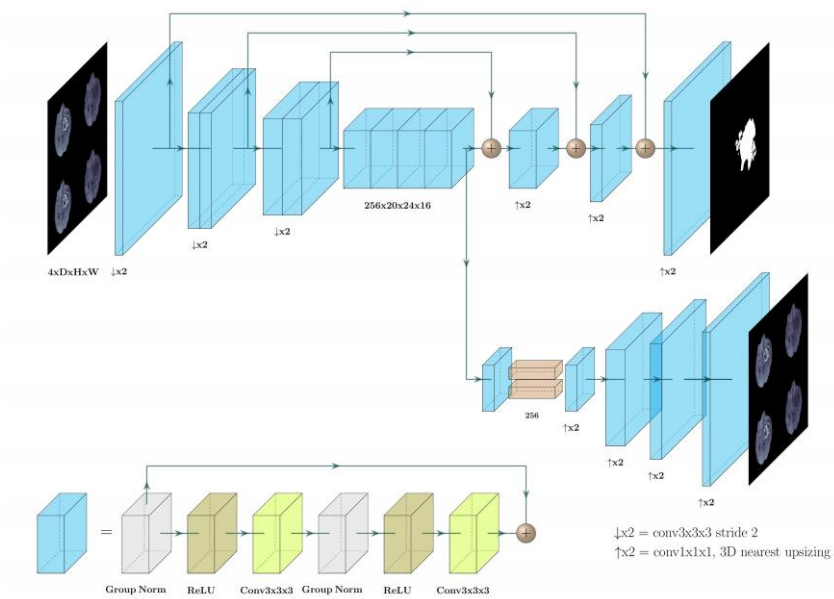 256x20x24x16
↑x2
↑x2
↓x2
↓x2
4xDxHxW
↓x2
↑x2
256
↑x2
↑x2
↑x2
↑x2
=
↓x2 = conv3x3x3 stride 2
↑x2 = conv1x1x1, 3D nearest upsizing
Group Norm ReLU Conv3x3x3 Group Norm ReLU Conv3x3x3